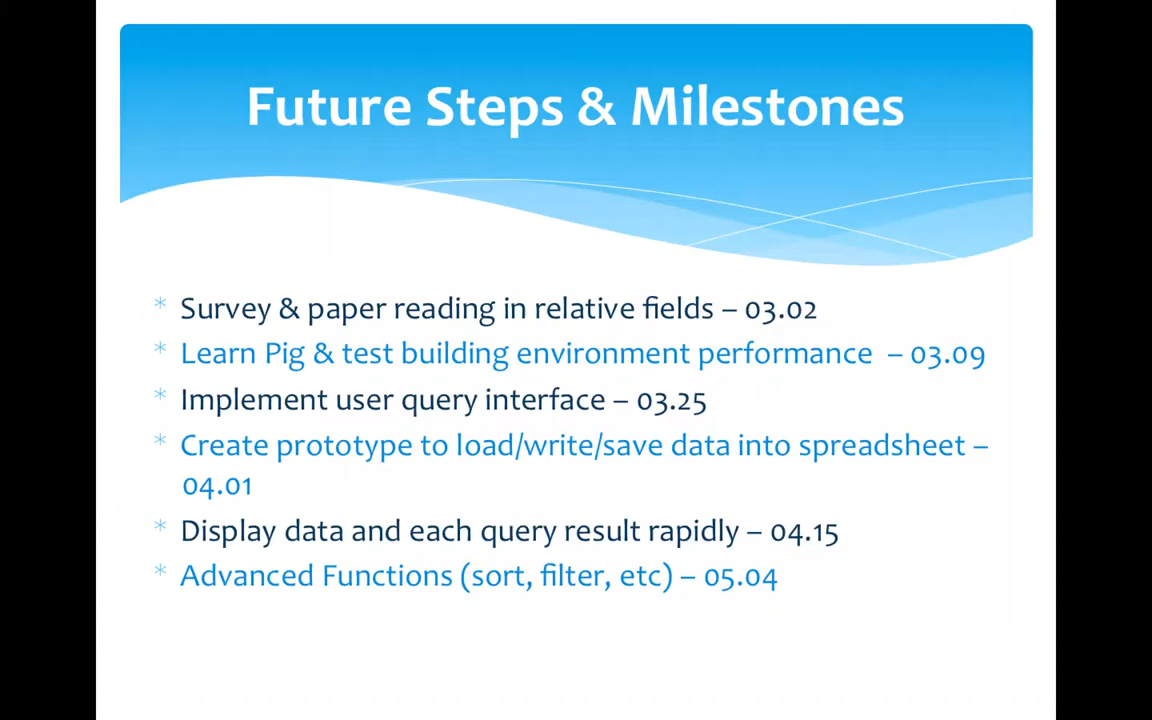 Future Steps & Milestones
* Survey & paper reading in relative fields – 03.02
* Learn Pig & test building environment performance – 03.09
* Implement user query interface – 03.25
* Create prototype to load/write/save data into spreadsheet –
04.01
* Display data and each query result rapidly – 04.15
* Advanced Functions (sort, filter, etc) – 05.04